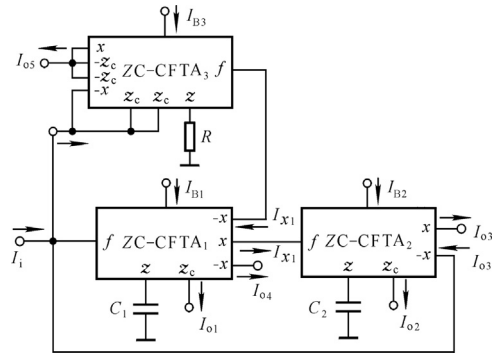 I_B3
x
-z_c
I_o5
-z_c
ZC-CFTA_3 f
-x
z_c z_c z
R
I_B1
I_B2
-x
I_x1
x
I_o3
I_i
f ZC-CFTA_1 x
I_x1
f ZC-CFTA_2
-x
I_o3
-x
z z_c
I_o4
z z_c
C_1
I_o1
C_2
I_o2